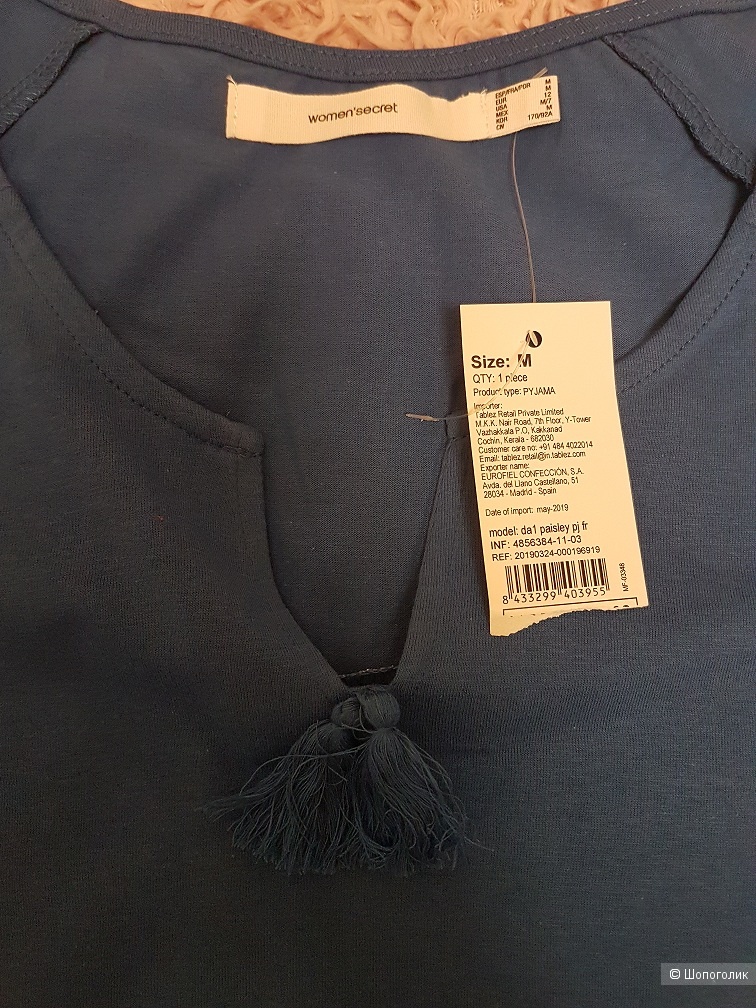 women'secret
ESP/FRA/POR M
EUR M
USA 12
MEX M/7
KOR M
CN 170/92A
Size: M
QTY: 1 piece
Product type: PYJAMA
Importer:
Tablez Retail Private Limited
M.K.K. Nair Road, 7th Floor, Y-Tower
Vazhakkala P.O, Kakkanad
Cochin, Kerala - 682030
Customer care no: +91 484 4022014
Email: tablez.retail@in.tablez.com
Exporter name:
EUROFIEL CONFECCIÓN, S.A.
Avda. del Llano Castellano, 51
28034 - Madrid - Spain
Date of import: may-2019
model: da1 paisley pj fr
INF: 4856384-11-03
REF: 20190324-000196919
8 433299 403955
MF-03348
© Шопоголик